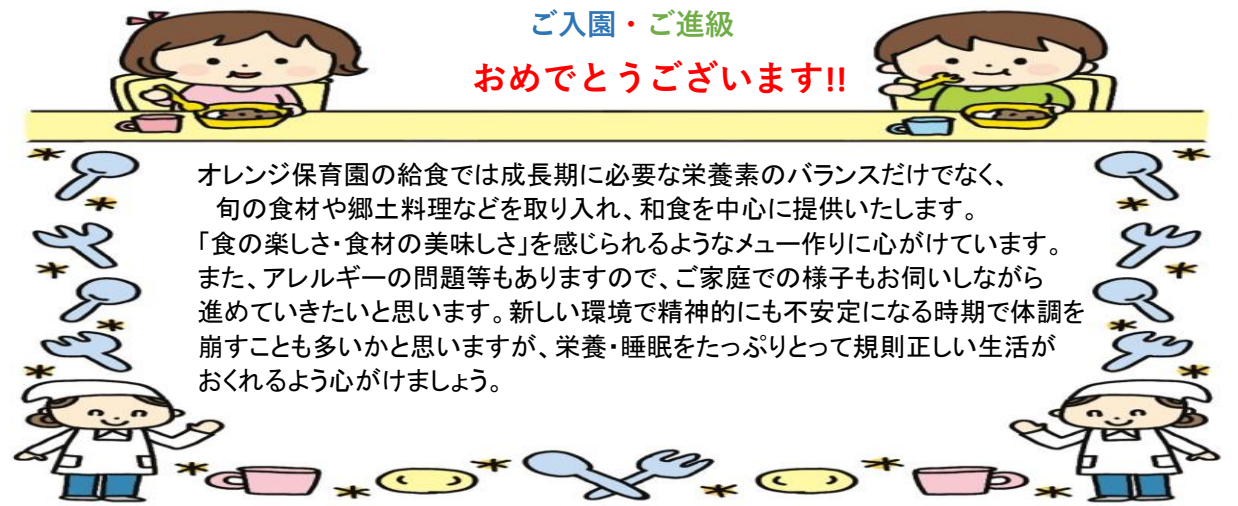 ご入園・ご進級
おめでとうございます!!
オレンジ保育園の給食では成長期に必要な栄養素のバランスだけでなく、
旬の食材や郷土料理などを取り入れ、和食を中心に提供いたします。
「食の楽しさ・食材の美味しさ」を感じられるようなメュー作りに心がけています。
また、アレルギーの問題等もありますので、ご家庭での様子もお伺いしながら
進めていきたいと思います。新しい環境で精神的にも不安定になる時期で体調を
崩すことも多いかと思いますが、栄養・睡眠をたっぷりとって規則正しい生活が
おくれるよう心がけましょう。